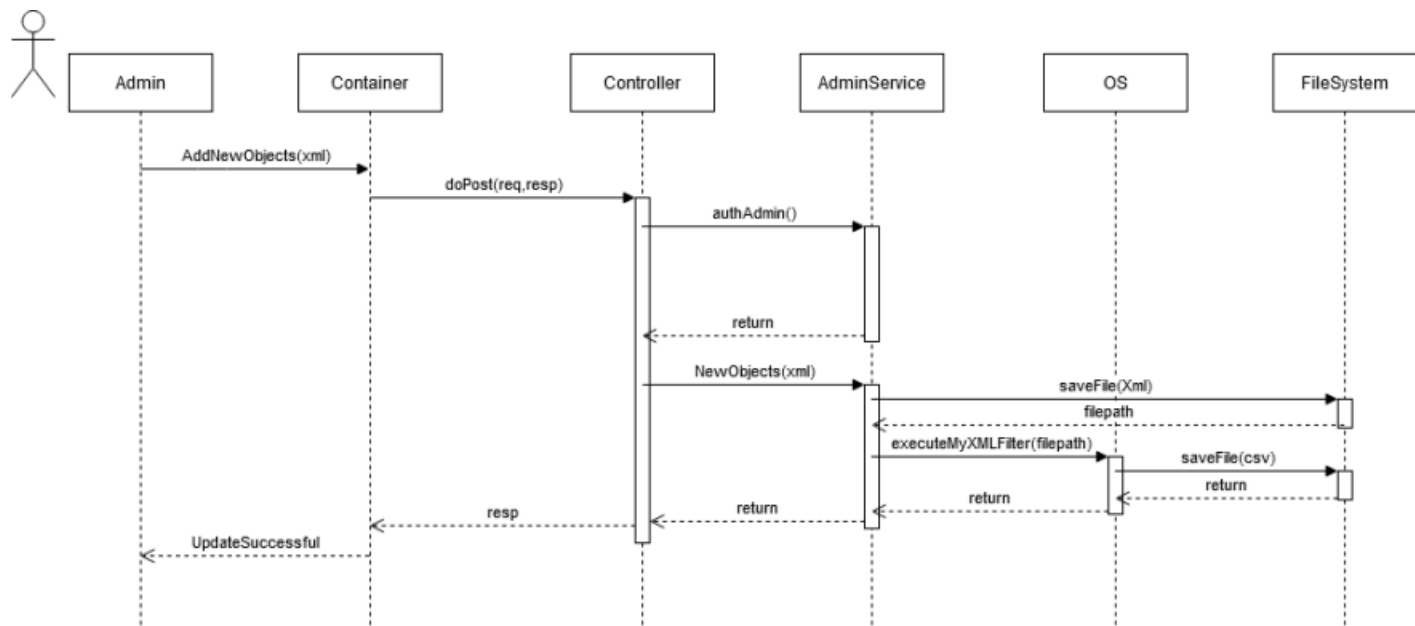 Admin
Container
Controller
AdminService
OS
FileSystem
AddNewObjects(xml)
doPost(req,resp)
authAdmin()
return
NewObjects(xml)
saveFile(Xml)
filepath
executeMyXMLFilter(filepath)
saveFile(csv)
return
return
return
resp
UpdateSuccessful